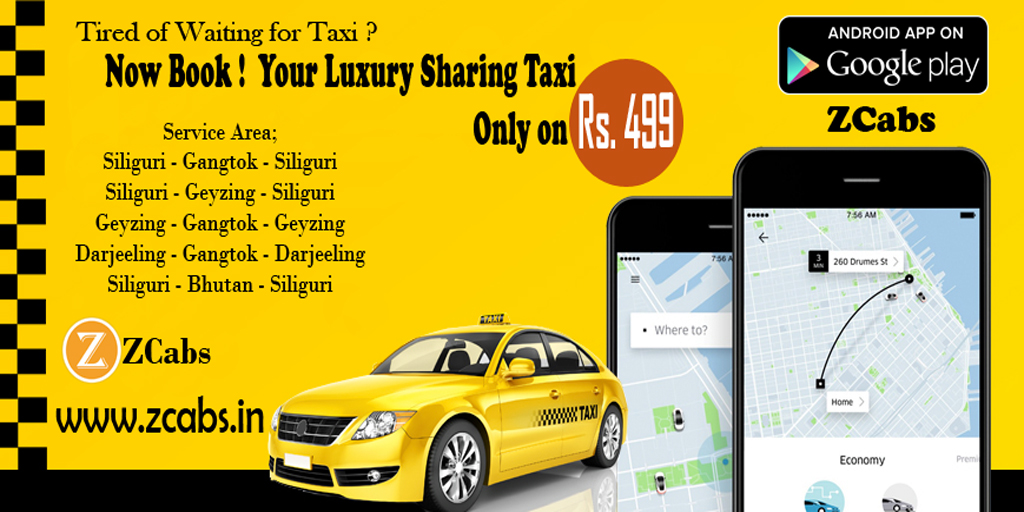 Tired of Waiting for Taxi ?
Now Book ! Your Luxury Sharing Taxi
Only on Rs. 499
Service Area;
Siliguri - Gangtok - Siliguri
Siliguri - Geyzing - Siliguri
Geyzing - Gangtok - Geyzing
Darjeeling - Gangtok - Darjeeling
Siliguri - Bhutan - Siliguri
Z ZCabs
www.zcabs.in
TAXI
TAXI
ANDROID APP ON
Google play
ZCabs
7:56 A
Where to?
7:56 AM
3 MIN
260 Drumes St
Home
Economy
Premi